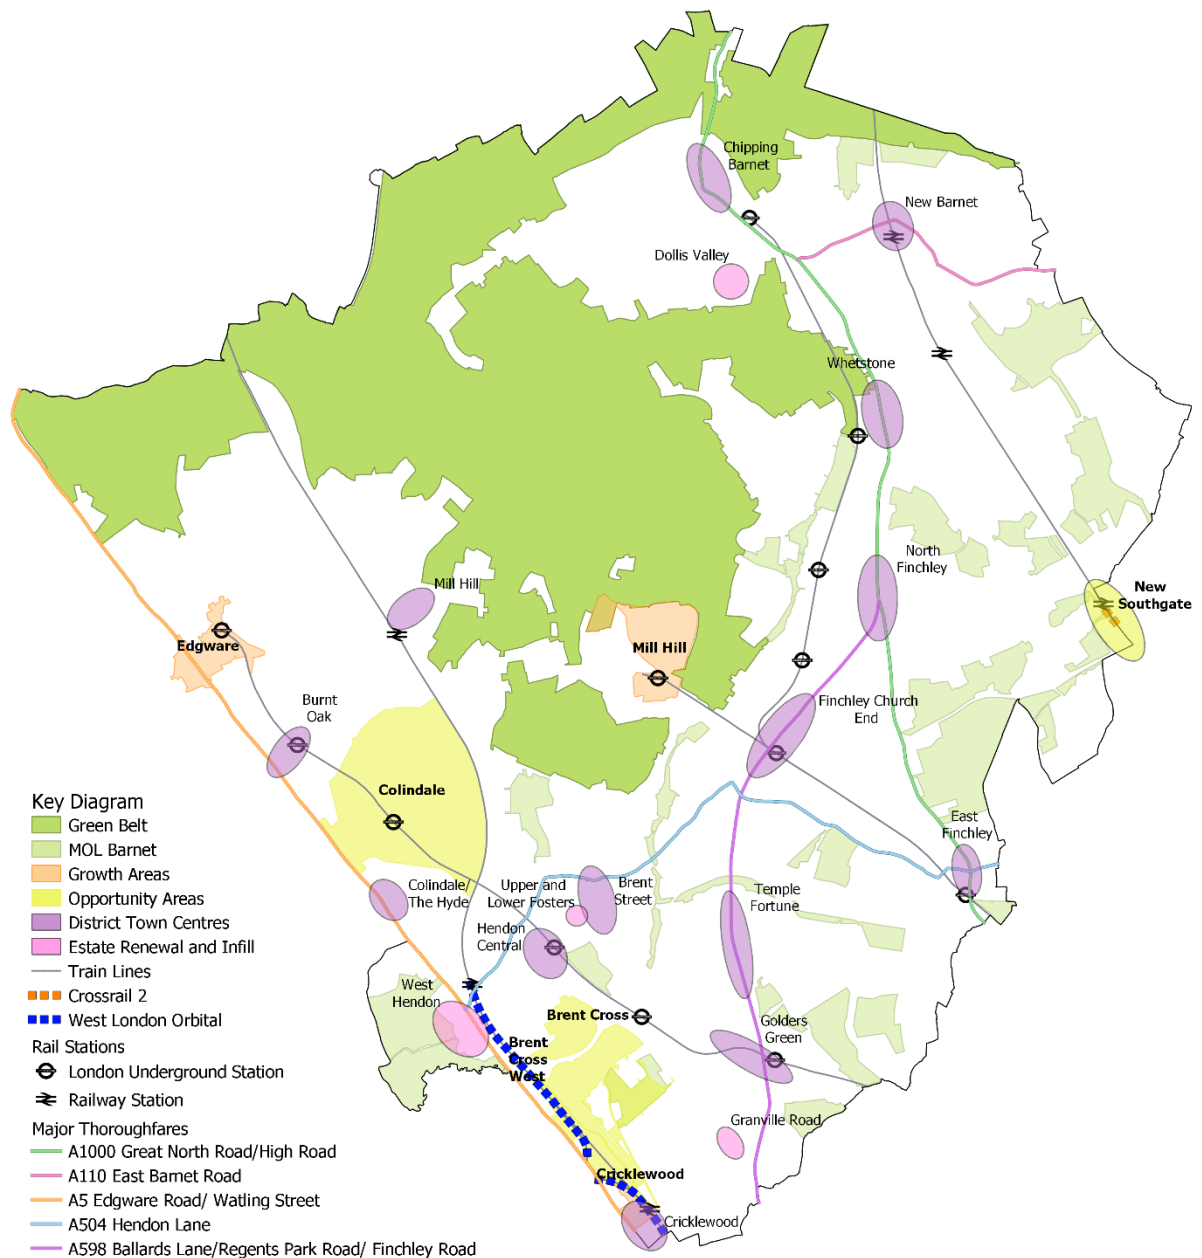 Chipping
Barnet
New Barnet
Dollis Valley
Whetstone
North
Finchley
New
Southgate
Mill Hill
Edgware
Mill Hill
Burnt
Oak
Finchley Church
End
Colindale
East
Finchley
Colindale/
The Hyde
Upper and
Lower Fosters
Brent
Street
Temple
Fortune
Hendon
Central
West
Hendon
Brent Cross
Golders
Green
Brent
Cross
West
Granville Road
Cricklewood
Cricklewood
Key Diagram
Green Belt
MOL Barnet
Growth Areas
Opportunity Areas
District Town Centres
Estate Renewal and Infill
Train Lines
Crossrail 2
West London Orbital
Rail Stations
London Underground Station
Railway Station
Major Thoroughfares
A1000 Great North Road/High Road
A110 East Barnet Road
A5 Edgware Road/ Watling Street
A504 Hendon Lane
A598 Ballards Lane/Regents Park Road/ Finchley Road